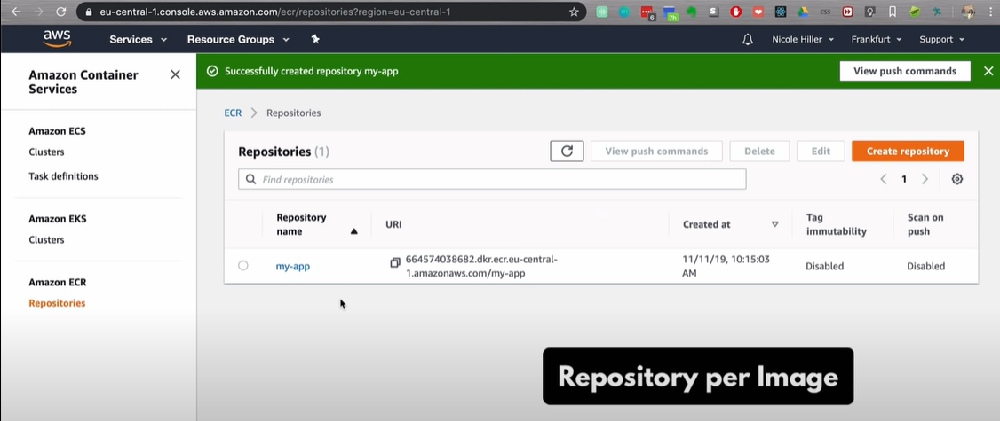 eu-central-1.console.aws.amazon.com/ecr/repositories?region=eu-central-1
6
7h
S
CSS
aws
Services
Resource Groups
Nicole Hiller
Frankfurt
Support
Amazon Container
Services
Amazon ECS
Clusters
Task definitions
Amazon EKS
Clusters
Amazon ECR
Repositories
Successfully created repository my-app
View push commands
ECR
Repositories
Repositories (1)
View push commands
Delete
Edit
Create repository
Find repositories
1
Repository
name
URI
Created at
Tag
immutability
Scan on
push
my-app
664574038682.dkr.ecr.eu-central-
1.amazonaws.com/my-app
11/11/19, 10:15:03
AM
Disabled
Disabled
Repository per Image